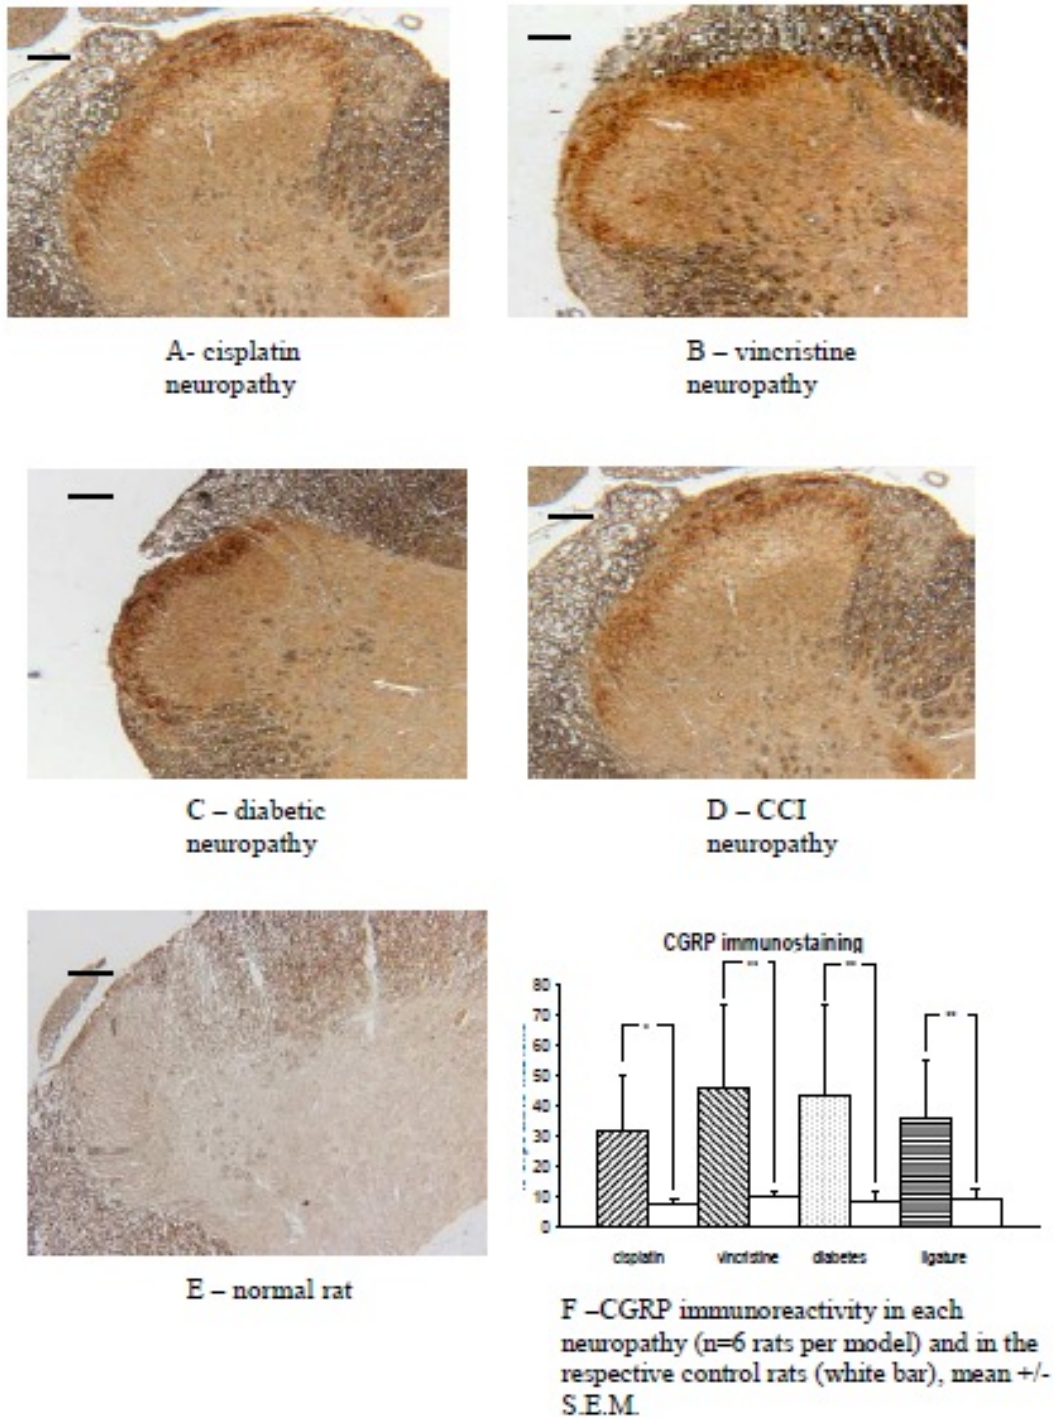 A- cisplatin
neuropathy
B – vincristine
neuropathy
C – diabetic
neuropathy
D – CCI
neuropathy
E – normal rat
CGRP immunostaining
** **
* **
80
70
60
50
40
30
20
10
0
cisplatin vincristine diabetes ligature
F –CGRP immunoreactivity in each
neuropathy (n=6 rats per model) and in the
respective control rats (white bar), mean +/-
S.E.M.